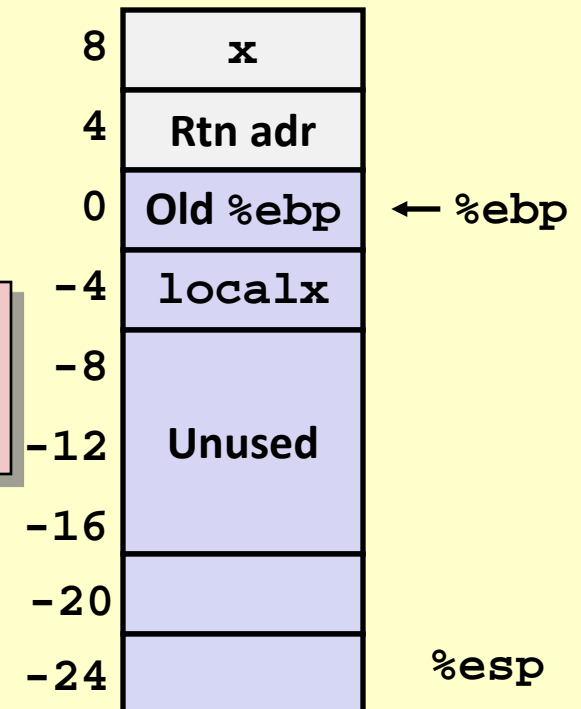 8 x
4 Rtn adr
0 Old %ebp ← %ebp
-4 localx
-8
-12 Unused
-16
-20
-24 %esp